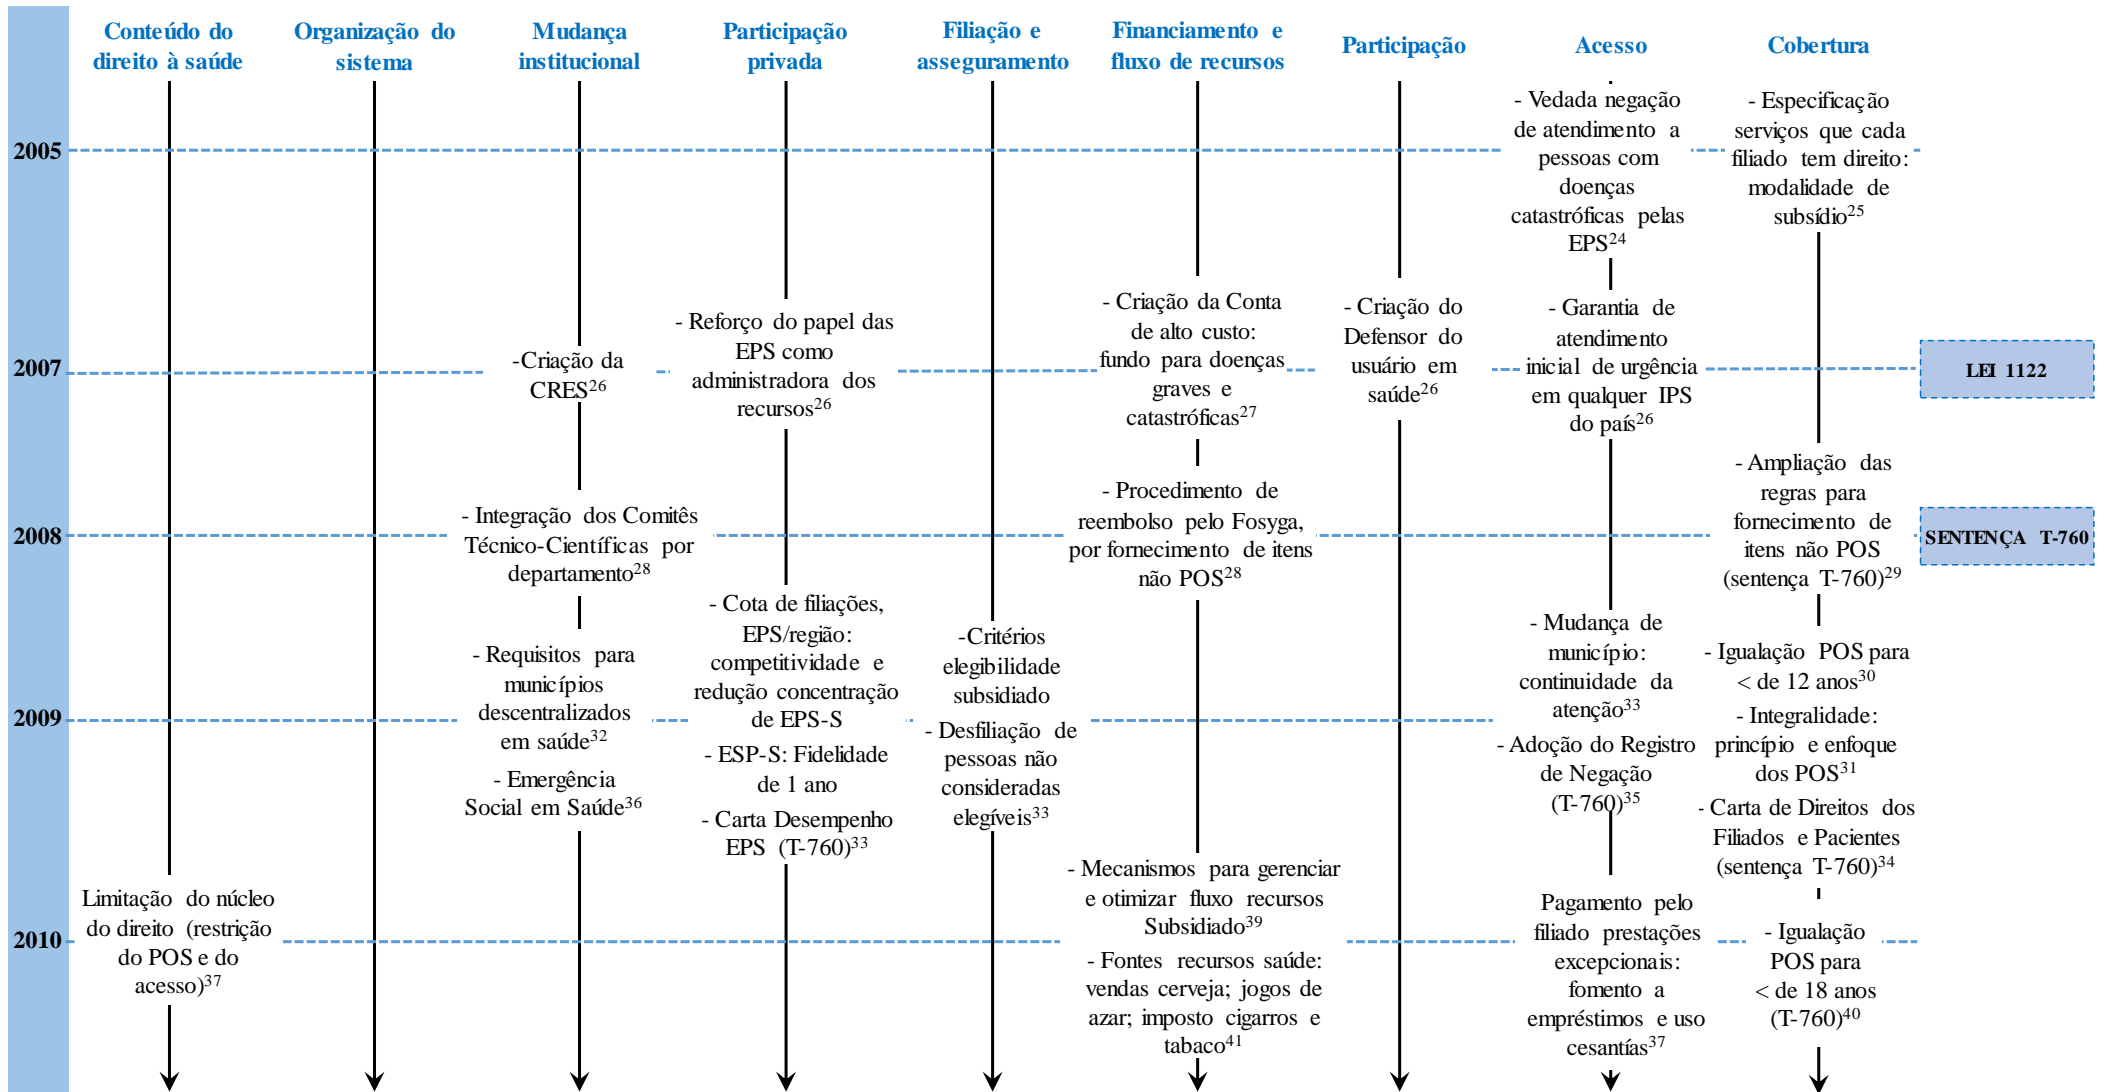 Conteúdo do
direito à saúde
Organização do
sistema
Mudança
institucional
Participação
privada
Filiação e
asseguramento
Financiamento e
fluxo de recursos
Participação
Acesso
Cobertura
2005
- Vedada negação
de atendimento a
pessoas com
doenças
catastróficas pelas
EPS24
- Especificação
serviços que cada
filiado tem direito:
modalidade de
subsídio25
2007
-Criação da
CRES26
- Reforço do papel das
EPS como
administradora dos
recursos26
- Criação da Conta
de alto custo:
fundo para doenças
graves e
catastróficas27
- Criação do
Defensor do
usuário em
saúde26
- Garantia de
atendimento
inicial de urgência
em qualquer IPS
do país26
LEI 1122
2008
- Integração dos Comitês
Técnico-Científicas por
departamento28
- Procedimento de
reembolso pelo Fosyga,
por fornecimento de itens
não POS28
- Ampliação das
regras para
fornecimento de
itens não POS
(sentença T-760)29
SENTENÇA T-760
2009
- Requisitos para
municípios
descentralizados
em saúde32
- Emergência
Social em Saúde36
- Cota de filiações,
EPS/região:
competitividade e
redução concentração
de EPS-S
- ESP-S: Fidelidade
de 1 ano
- Carta Desempenho
EPS (T-760)33
-Critérios
elegibilidade
subsidiado
- Desfiliação de
pessoas não
consideradas
elegíveis33
- Mudança de
município:
continuidade da
atenção33
- Adoção do Registro
de Negação
(T-760)35
- Igualação POS para
< de 12 anos30
- Integralidade:
princípio e enfoque
dos POS31
- Carta de Direitos dos
Filiados e Pacientes
(sentença T-760)34
2010
Limitação do núcleo
do direito (restrição
do POS e do
acesso)37
- Mecanismos para gerenciar
e otimizar fluxo recursos
Subsidiado39
- Fontes recursos saúde:
vendas cerveja; jogos de
azar; imposto cigarros e
tabaco41
Pagamento pelo
filiado prestações
excepcionais:
fomento a
empréstimos e uso
cesantías37
- Igualação
POS para
< de 18 anos
(T-760)40